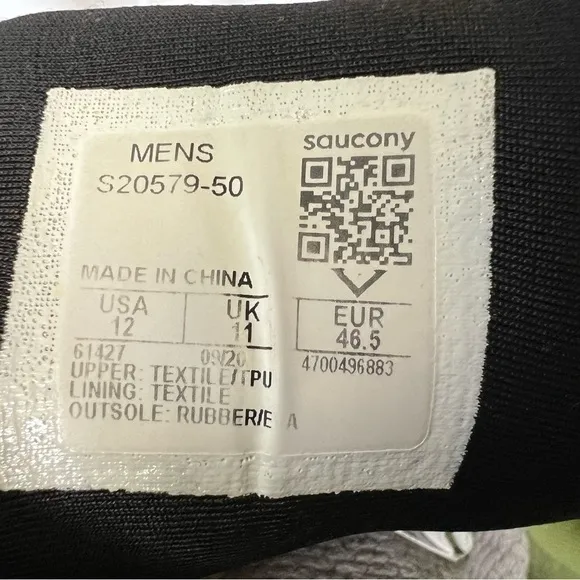 saucony
MENS
S20579-50
MADE IN CHINA
USA UK EUR
12 11 46.5
61427 09/20 4700496883
UPPER: TEXTILE/TPU
LINING: TEXTILE
OUTSOLE: RUBBER/E A